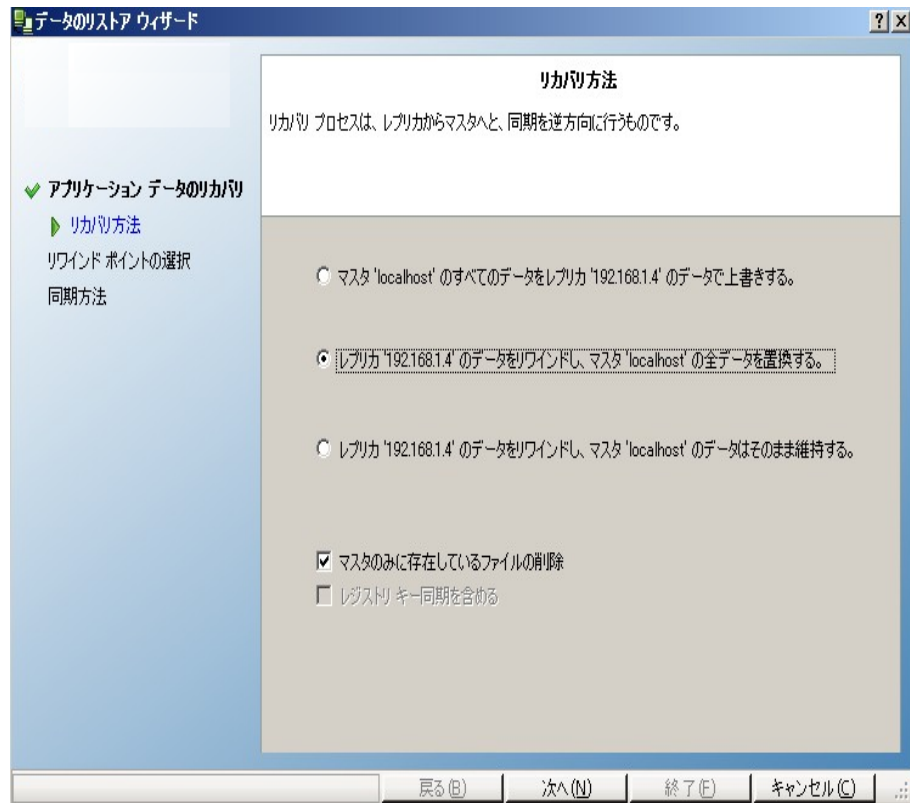 データのリストア ウィザード
リカバリ方法
リカバリ プロセスは、レプリカからマスタへと、同期を逆方向に行うものです。
アプリケーション データのリカバリ
リカバリ方法
リワインド ポイントの選択
同期方法
マスタ 'localhost' のすべてのデータをレプリカ '192.168.1.4' のデータで上書きする。
レプリカ '192.168.1.4' のデータをリワインドし、マスタ 'localhost' の全データを置換する。
レプリカ '192.168.1.4' のデータをリワインドし、マスタ 'localhost' のデータはそのまま維持する。
マスタのみに存在しているファイルの削除
レジストリ キー同期を含める
戻る(B) 次へ(N) 終了(F) キャンセル(C)